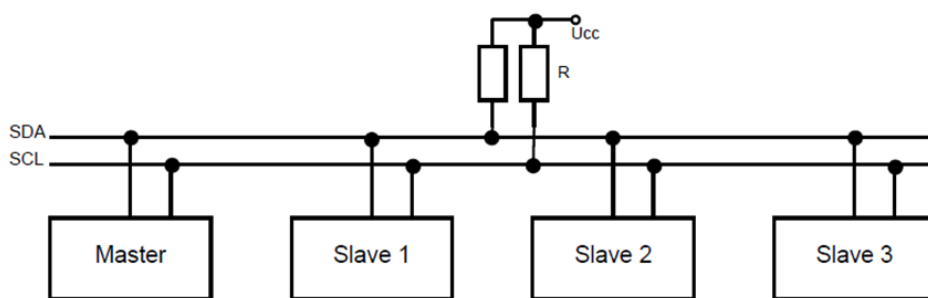 Ucc
R
SDA
SCL
Master
Slave 1
Slave 2
Slave 3